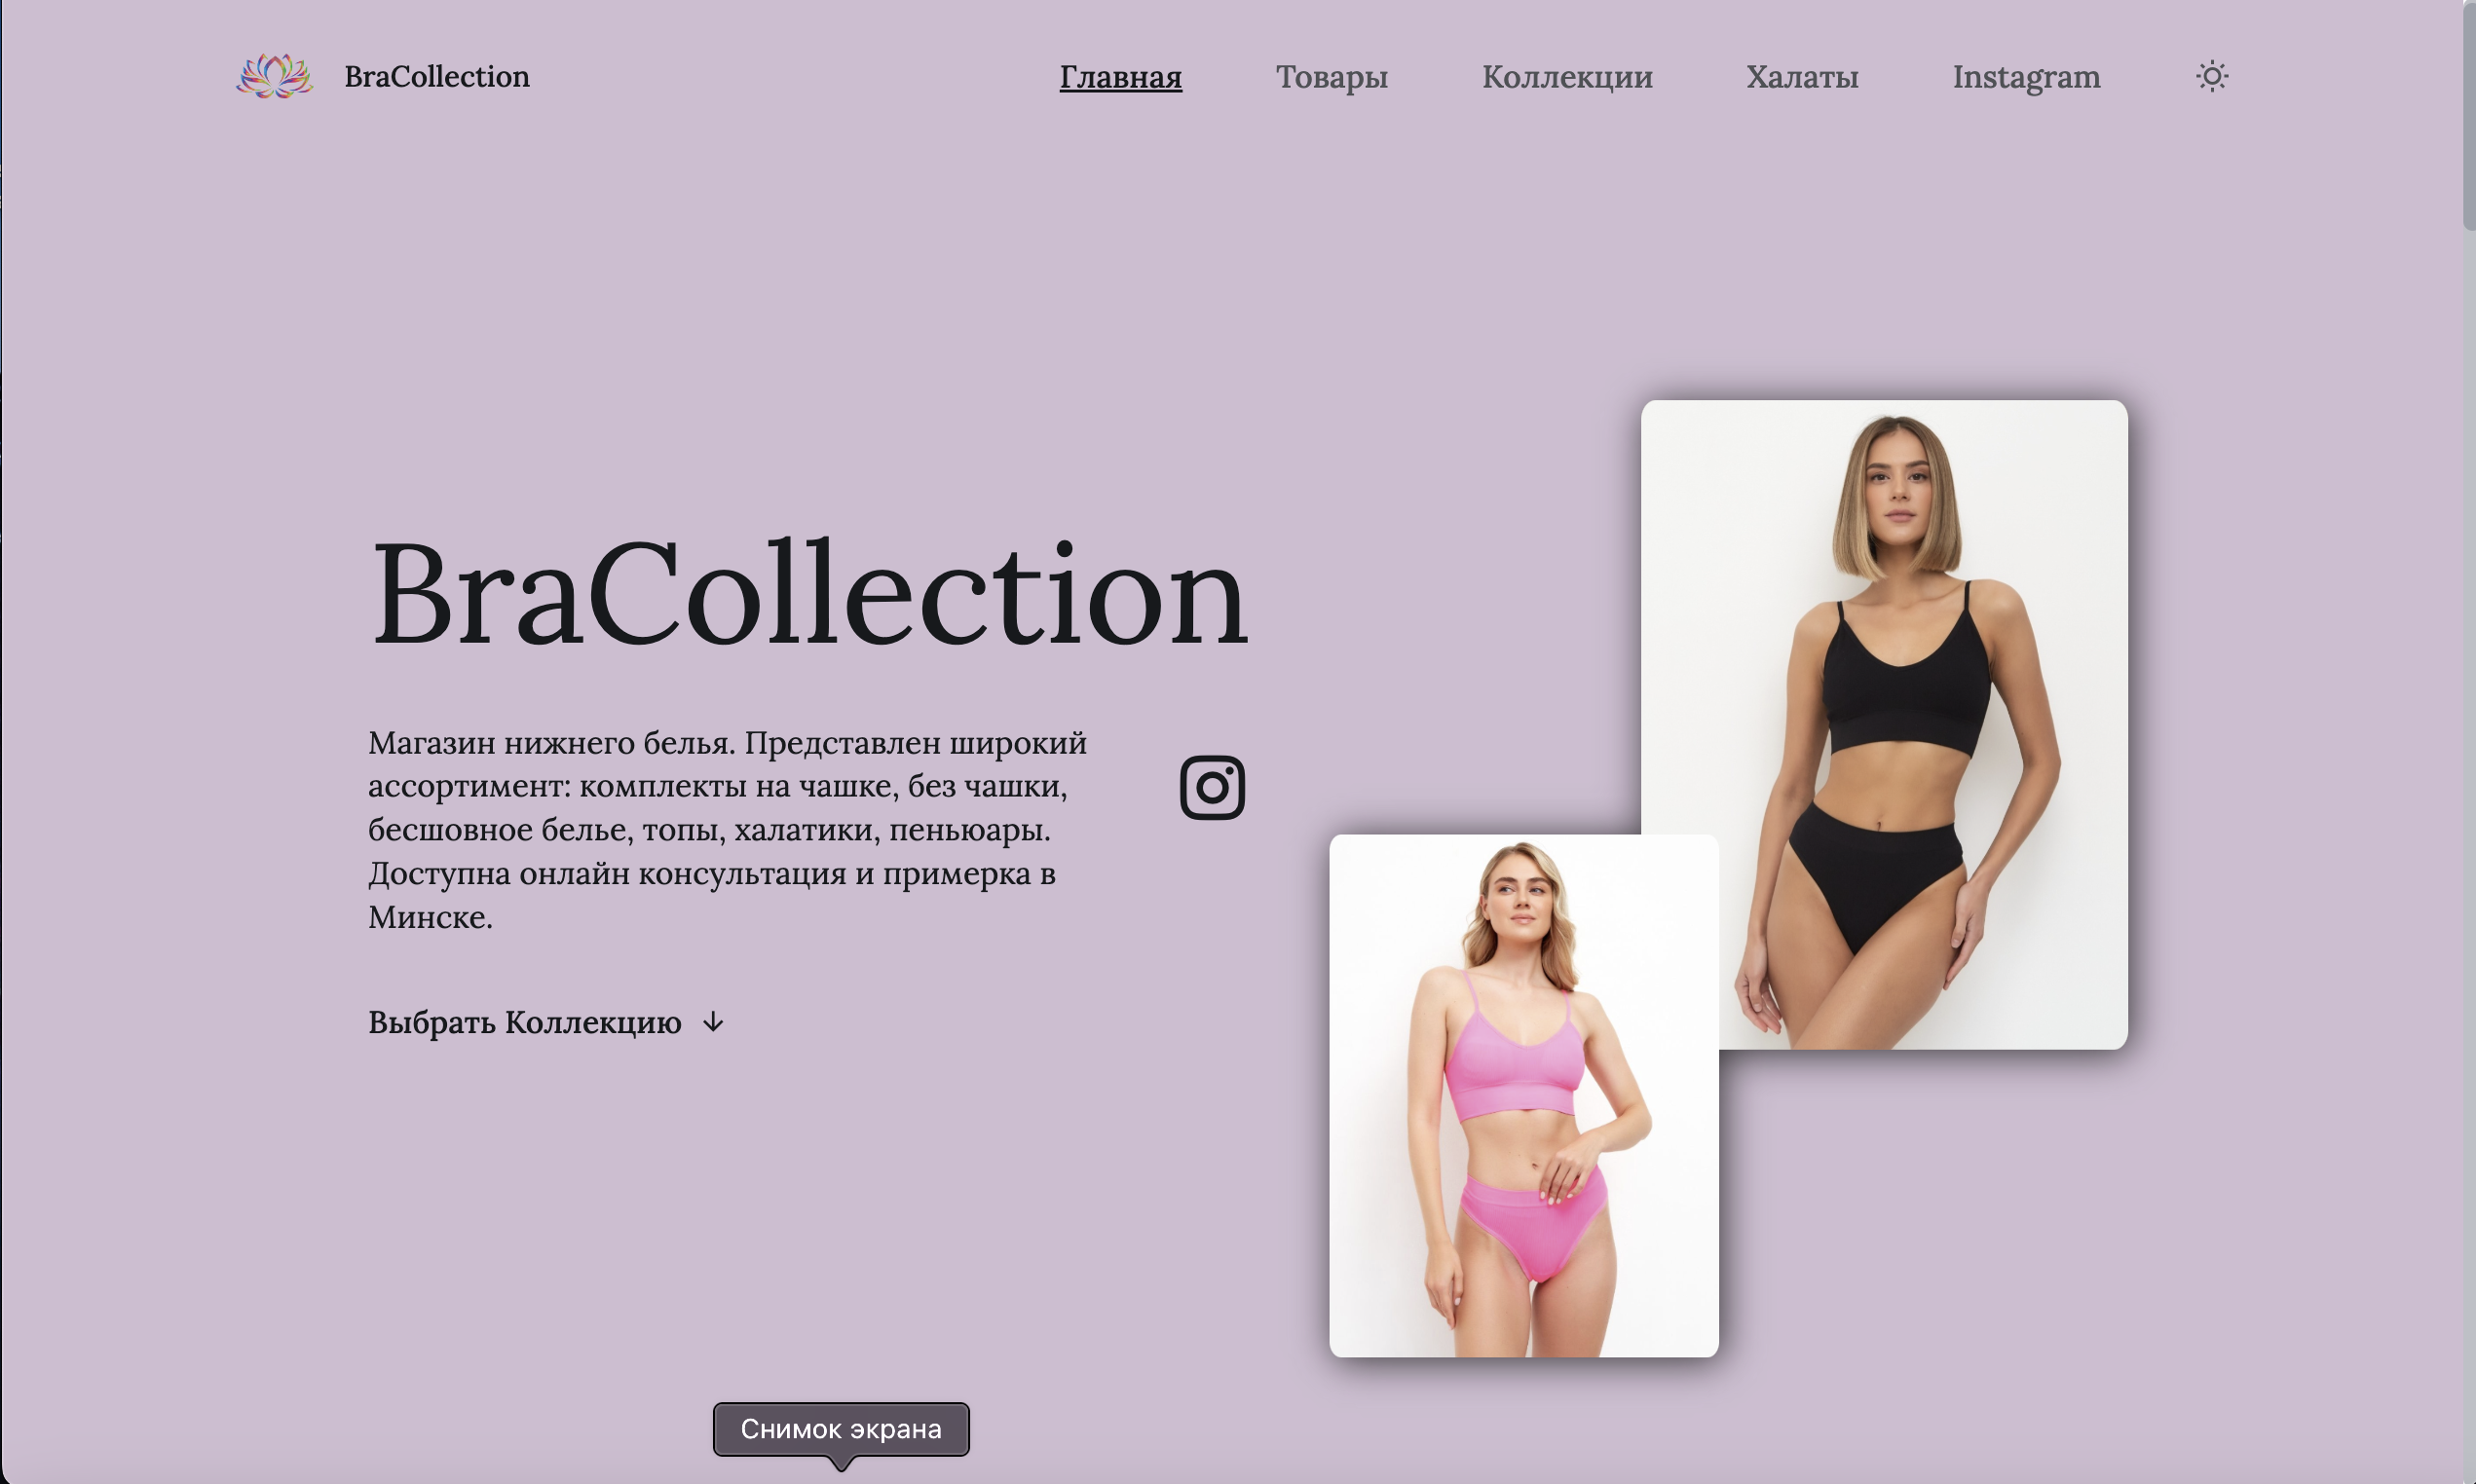 BraCollection
Главная Товары Коллекции Халаты Instagram
BraCollection
Магазин нижнего белья. Представлен широкий
ассортимент: комплекты на чашке, без чашки,
бесшовное белье, топы, халатики, пеньюары.
Доступна онлайн консультация и примерка в
Минске.
Выбрать Коллекцию ↓
Снимок экрана